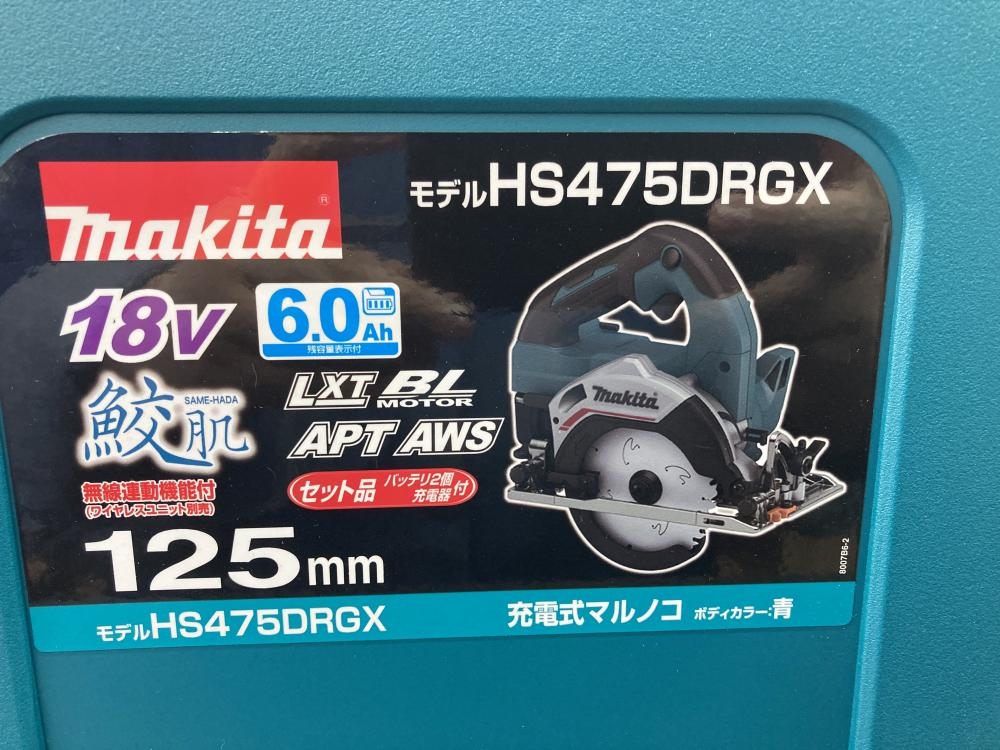 makita®
モデルHS475DRGX
18V
6.0Ah
残容量表示付
鮫肌
SAME-HADA
LXT BL MOTOR
APT AWS
無線連動機能付
(ワイヤレスユニット別売)
セット品 バッテリ2個 充電器 付
125mm
makita
8007B6-2
モデルHS475DRGX
充電式マルノコ ボディカラー:青